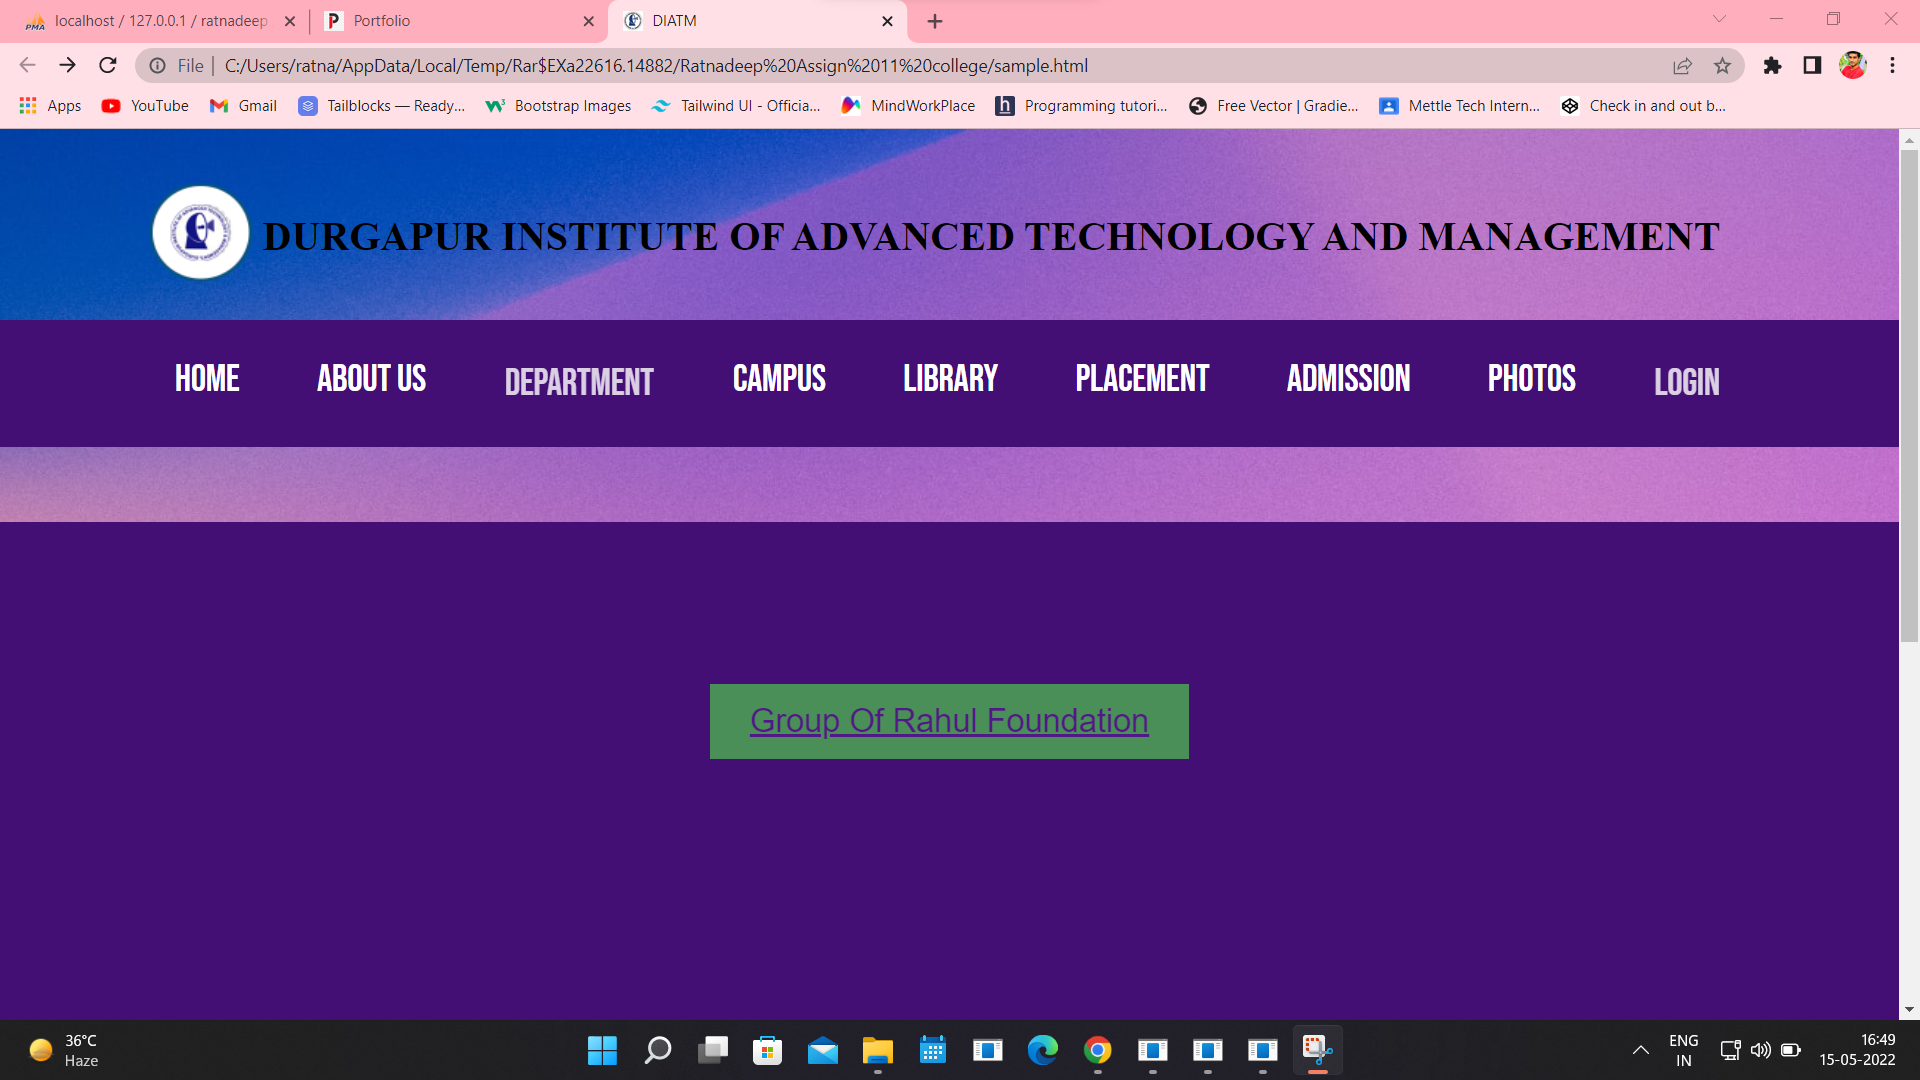 localhost / 127.0.0.1 / ratnadeep
Portfolio
DIATM
File
C:/Users/ratna/AppData/Local/Temp/Rar$EXa22616.14882/Ratnadeep%20Assign%2011%20college/sample.html
Apps
YouTube
Gmail
Tailblocks — Ready...
Bootstrap Images
Tailwind UI - Officia...
MindWorkPlace
Programming tutori...
Free Vector | Gradie...
Mettle Tech Intern...
Check in and out b...
DURGAPUR INSTITUTE OF ADVANCED TECHNOLOGY AND MANAGEMENT
HOME
ABOUT US
DEPARTMENT
CAMPUS
LIBRARY
PLACEMENT
ADMISSION
PHOTOS
LOGIN
Group Of Rahul Foundation
36°C
Haze
ENG
IN
16:49
15-05-2022